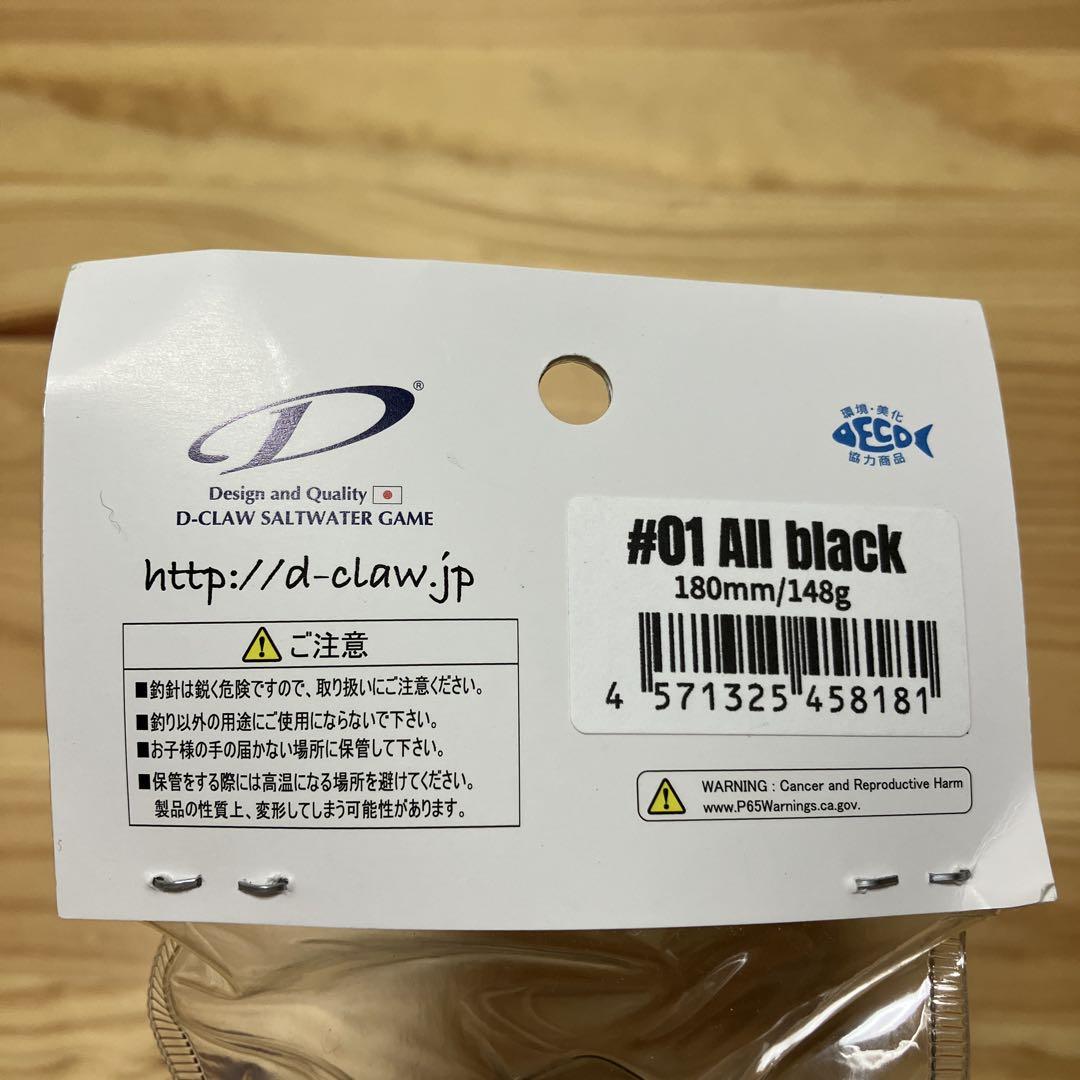 D®
Design and Quality
D-CLAW SALTWATER GAME
http://d-claw.jp
環境・美化
ECO
協力商品
#01 All black
180mm/148g
4 571325 458181
ご注意
■釣針は鋭く危険ですので、取り扱いにご注意ください。
■釣り以外の用途にご使用にならないで下さい。
■お子様の手の届かない場所に保管して下さい。
■保管をする際には高温になる場所を避けてください。
製品の性質上、変形してしまう可能性があります。
WARNING : Cancer and Reproductive Harm
www.P65Warnings.ca.gov.